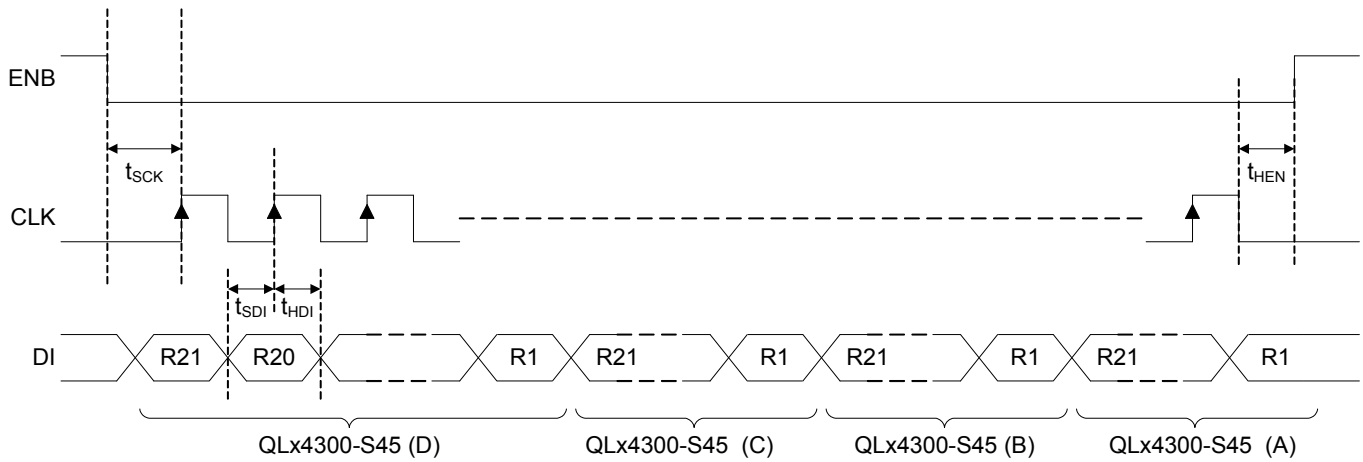 ENB
tSCK
tHEN
CLK
tSDI
tHDI
DI
R21
R20
R1
R21
R1
R21
R1
R21
R1
QLx4300-S45 (D)
QLx4300-S45 (C)
QLx4300-S45 (B)
QLx4300-S45 (A)